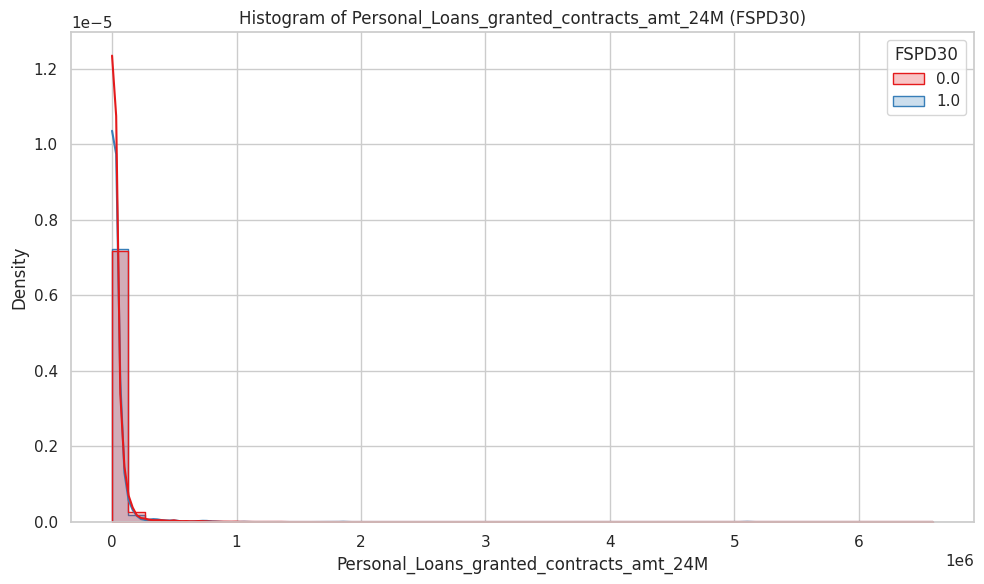 Histogram of Personal_Loans_granted_contracts_amt_24M (FSPD30)
1e−5
FSPD30
0.0
1.0
1.2
1.0
0.8
0.6
0.4
0.2
0.0
Density
0
1
2
3
4
5
6
1e6
Personal_Loans_granted_contracts_amt_24M